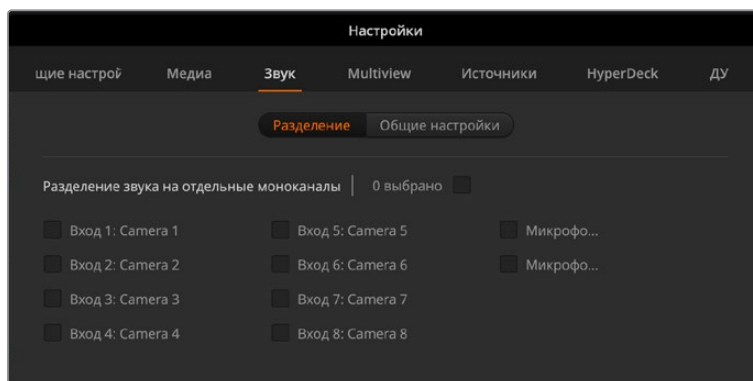 Настройки
щие настрой Медиа Звук Multiview Источники HyperDeck ДУ
Разделение Общие настройки
Разделение звука на отдельные моноканалы 0 выбрано
Вход 1: Camera 1 Вход 5: Camera 5 Микрофо...
Вход 2: Camera 2 Вход 6: Camera 6 Микрофо...
Вход 3: Camera 3 Вход 7: Camera 7
Вход 4: Camera 4 Вход 8: Camera 8